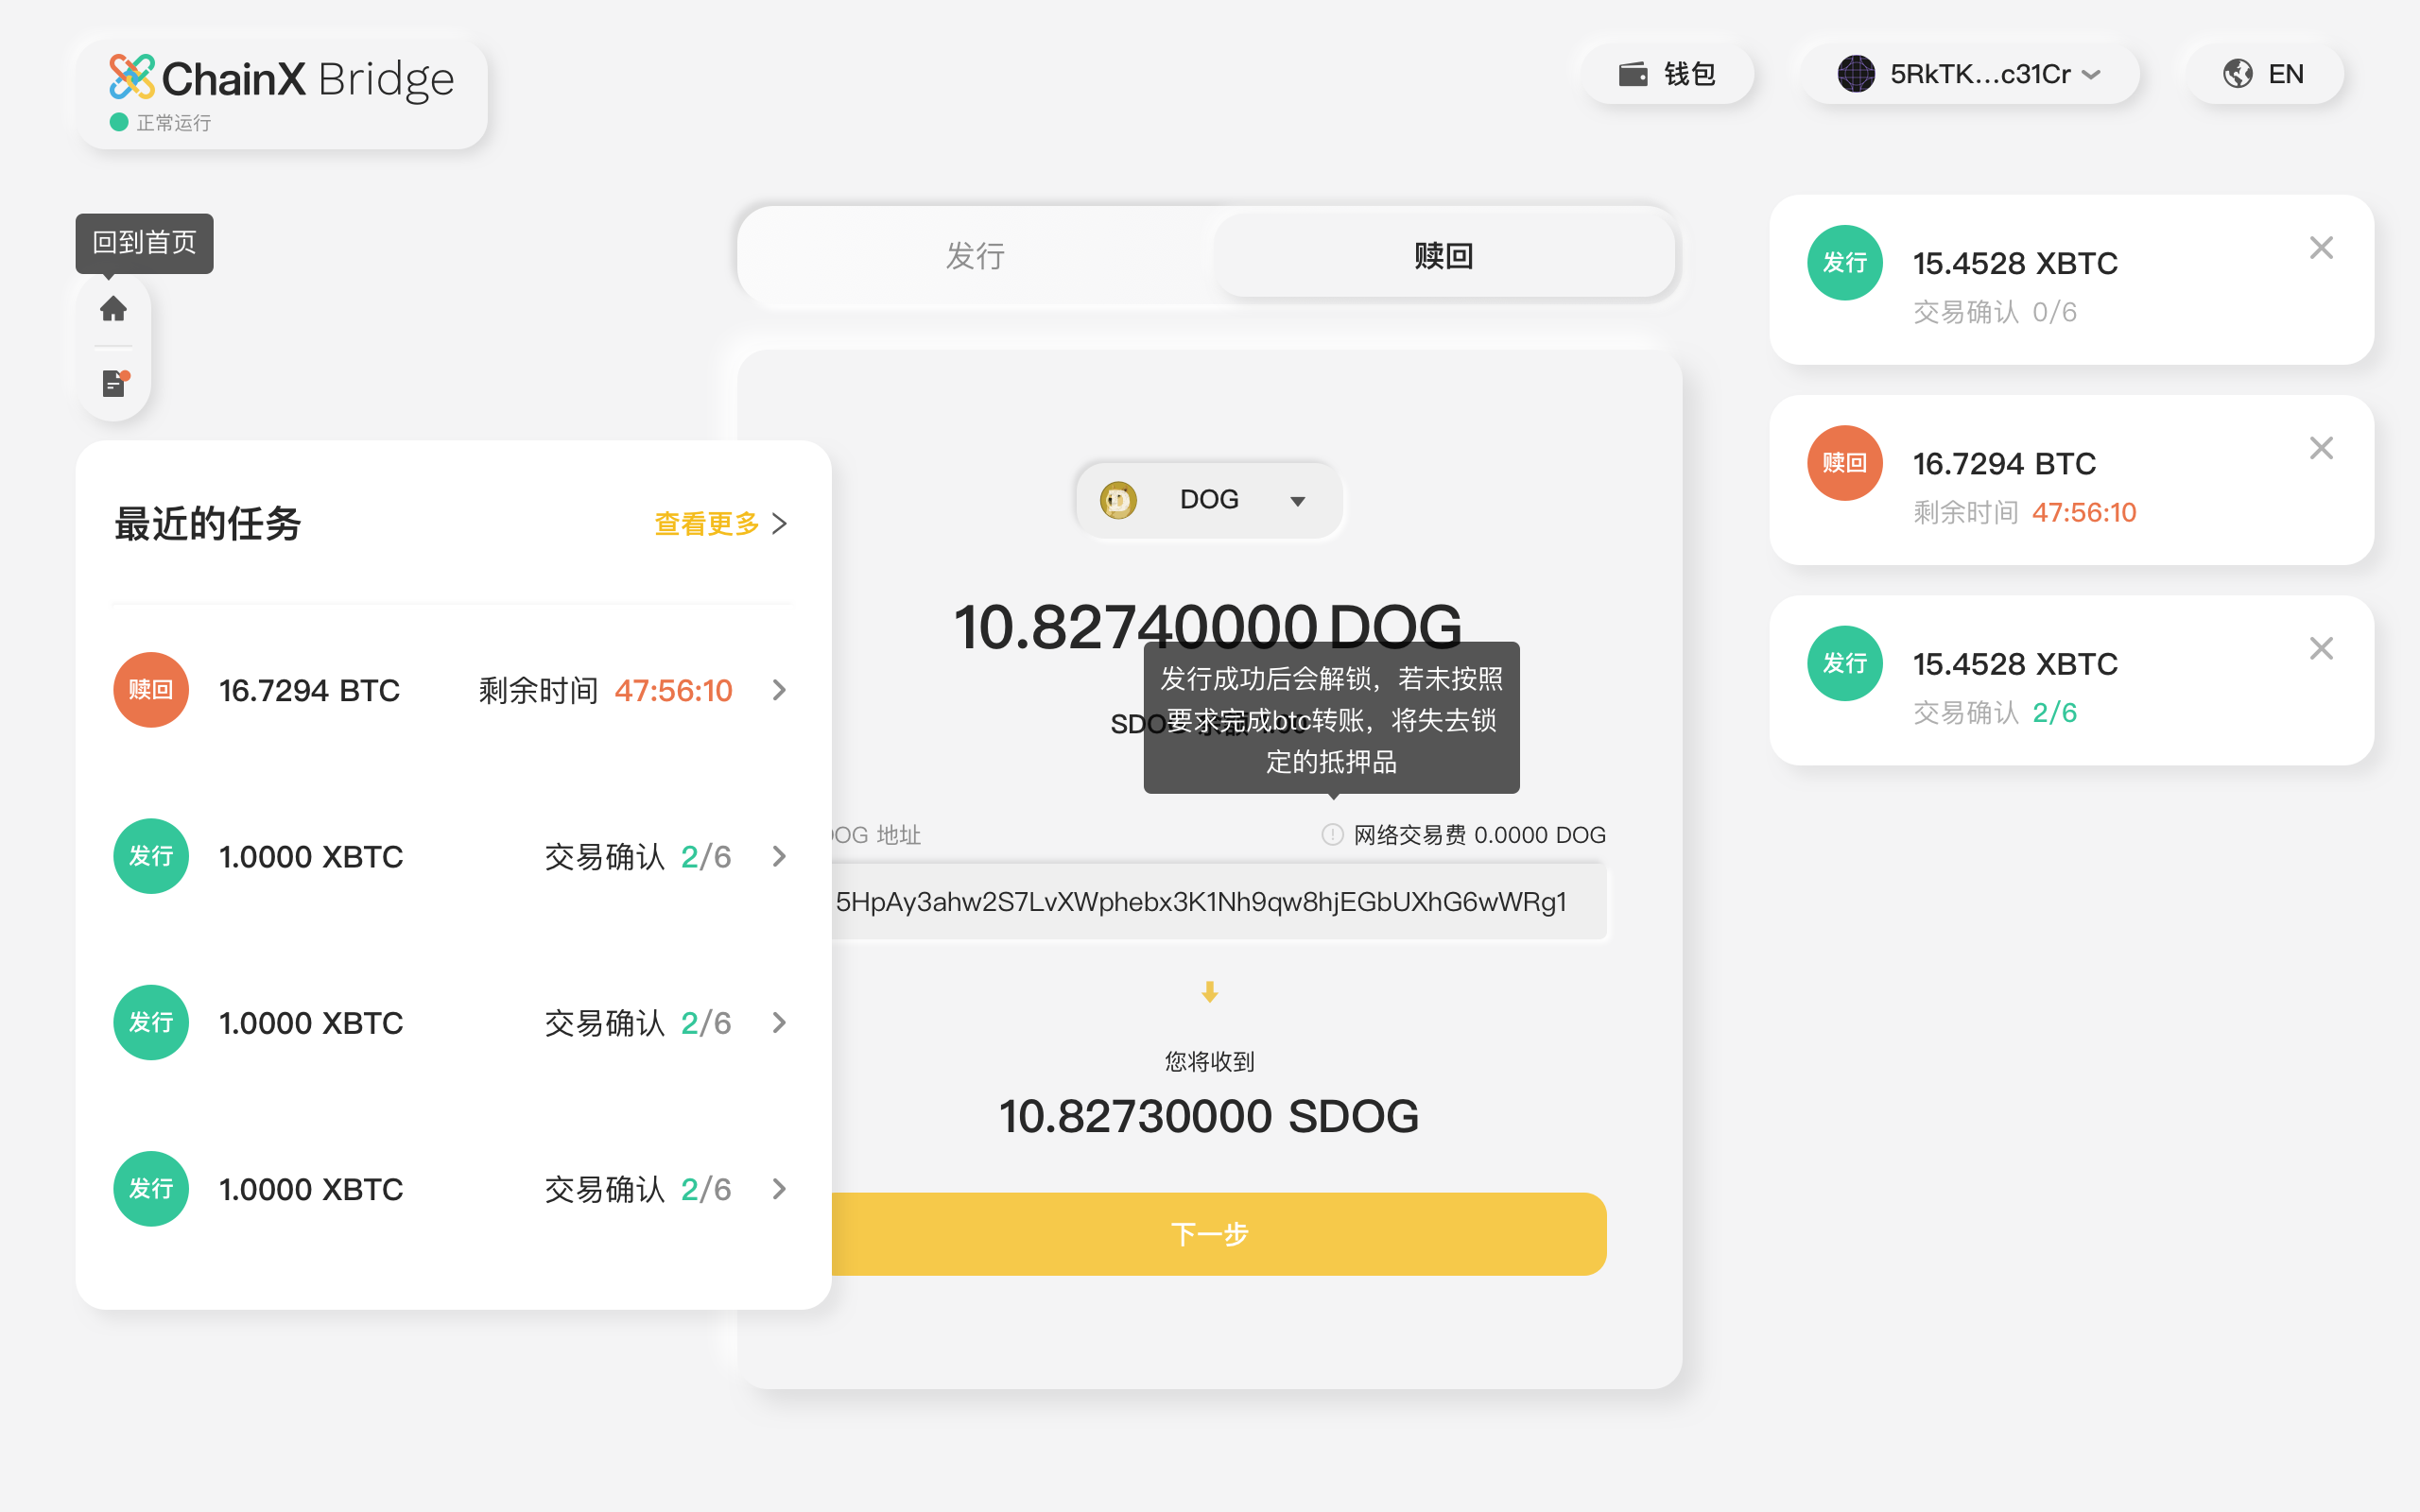 ChainX Bridge
正常运行
钱包
5RkTK...c31Cr
EN
回到首页
发行
赎回
最近的任务
查看更多
赎回 16.7294 BTC 剩余时间 47:56:10
发行 1.0000 XBTC 交易确认 2/6
发行 1.0000 XBTC 交易确认 2/6
发行 1.0000 XBTC 交易确认 2/6
DOG
10.82740000 DOG
发行成功后会解锁，若未按照
要求完成btc转账，将失去锁
定的抵押品
地址
网络交易费 0.0000 DOG
5HpAy3ahw2S7LvXWphebx3K1Nh9qw8hjEGbUXhG6wWRg1
您将收到
10.82730000 SDOG
下一步
发行
15.4528 XBTC
交易确认 0/6
赎回
16.7294 BTC
剩余时间 47:56:10
发行
15.4528 XBTC
交易确认 2/6